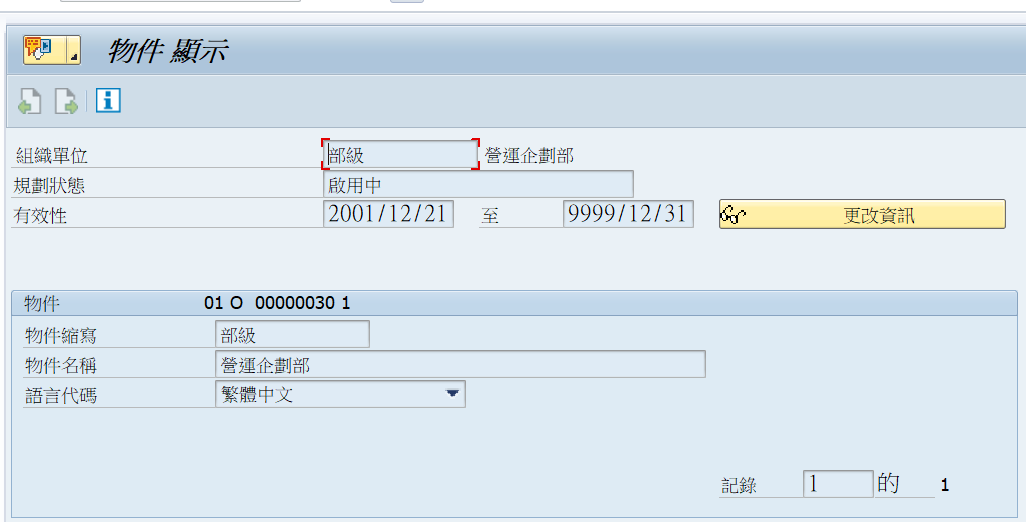 物件 顯示
組織單位 部級 營運企劃部
規劃狀態 啟用中
有效性 2001/12/21 至 9999/12/31 更改資訊
物件 01 O 00000030 1
物件縮寫 部級
物件名稱 營運企劃部
語言代碼 繁體中文
記錄 1 的 1